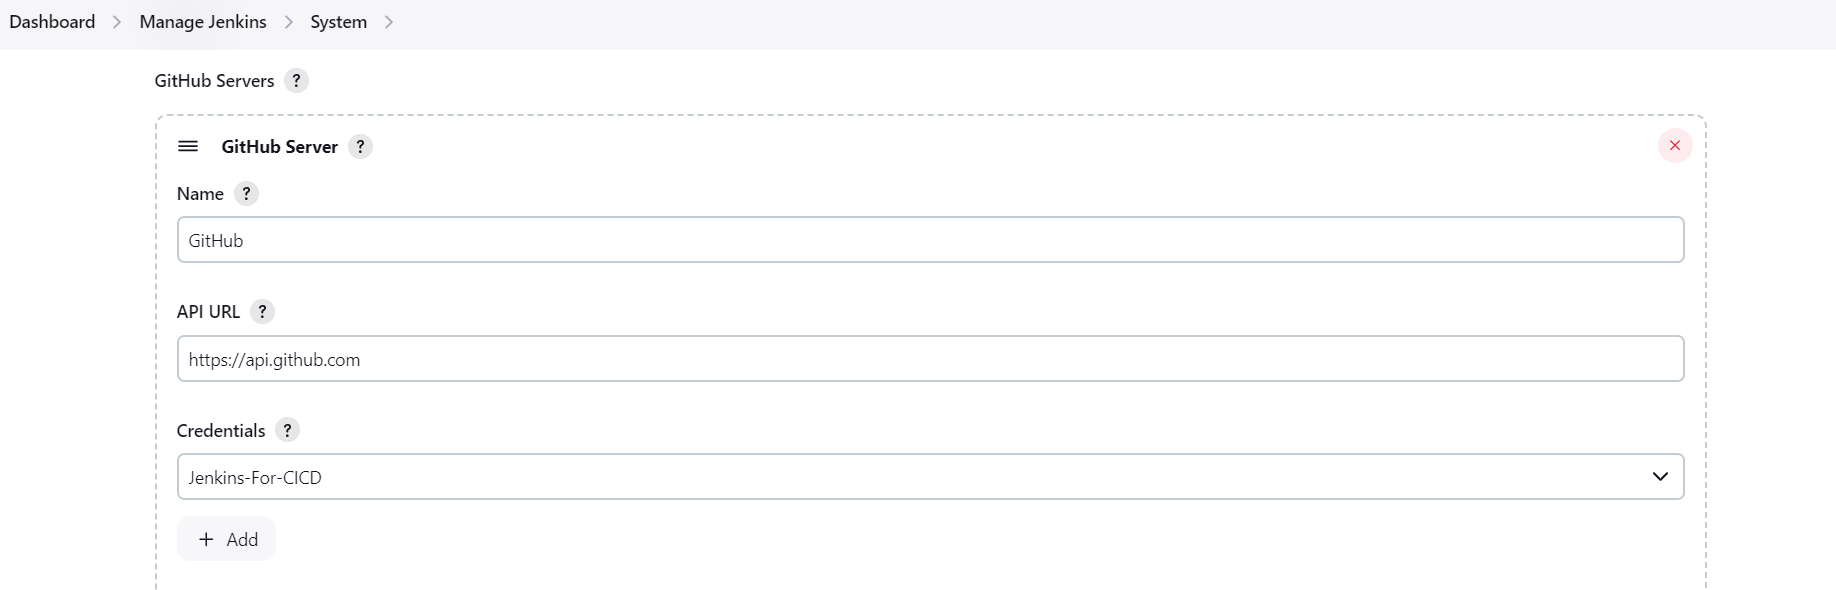 Dashboard > Manage Jenkins > System >
GitHub Servers ?
GitHub Server ?
Name ?
GitHub
API URL ?
https://api.github.com
Credentials ?
Jenkins-For-CICD
+ Add